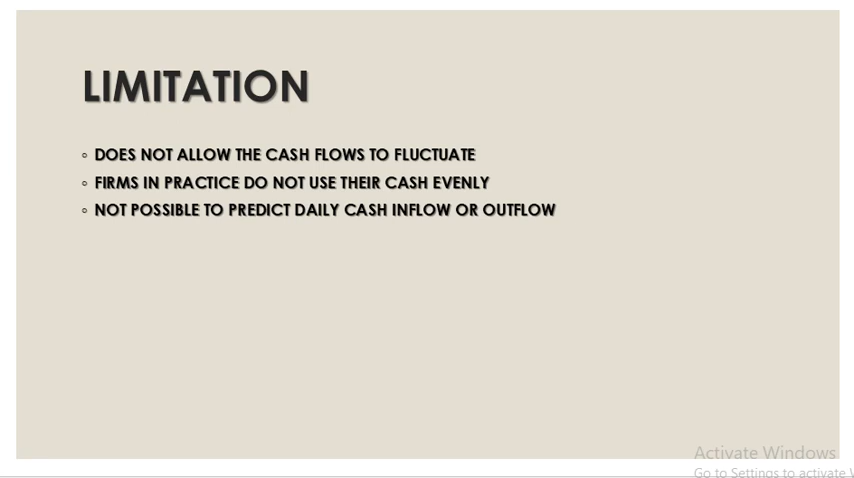 LIMITATION
◦ DOES NOT ALLOW THE CASH FLOWS TO FLUCTUATE
◦ FIRMS IN PRACTICE DO NOT USE THEIR CASH EVENLY
◦ NOT POSSIBLE TO PREDICT DAILY CASH INFLOW OR OUTFLOW
Activate Windows
Go to Settings to activate